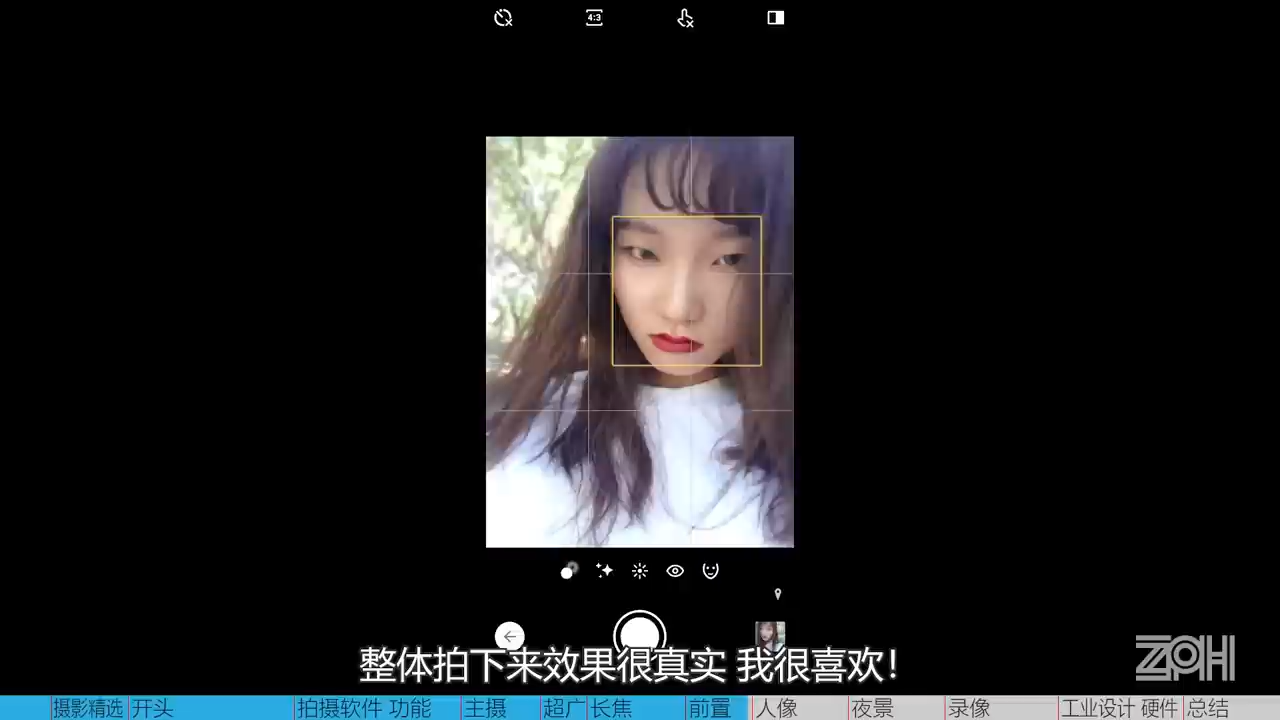 4:3
整体拍下来效果很真实 我很喜欢!
ZPH
摄影精选 开头 拍摄软件 功能 主摄 超广 长焦 前置 人像 夜景 录像 工业设计 硬件 总结